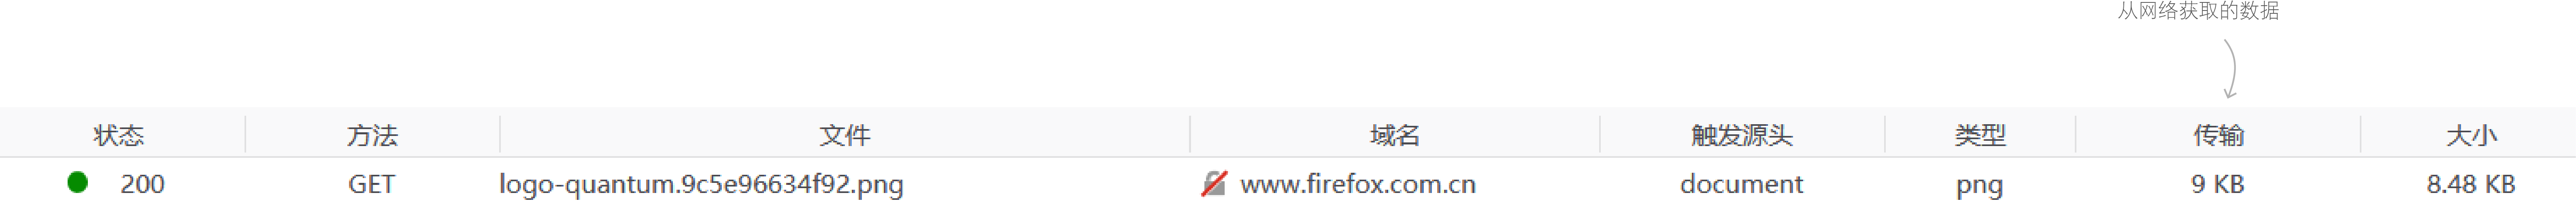 从网络获取的数据
状态 方法 文件 域名 触发源头 类型 传输 大小
200 GET logo-quantum.9c5e96634f92.png www.firefox.com.cn document png 9 KB 8.48 KB